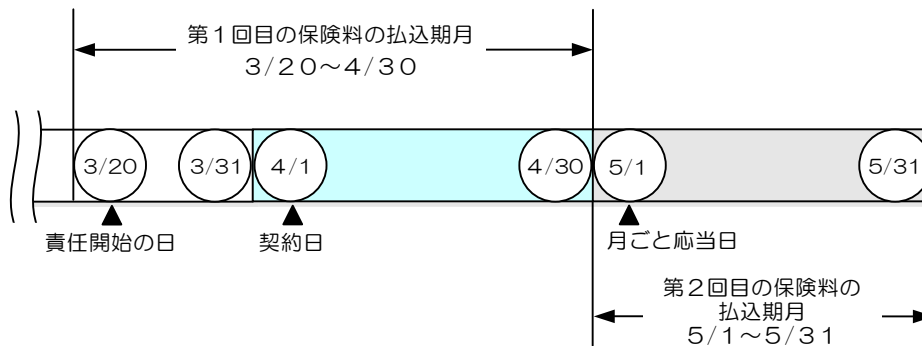 第１回目の保険料の払込期月
３/２０～４/３０
3/20
3/31
4/1
4/30
5/1
5/31
責任開始の日
契約日
月ごと応当日
第２回目の保険料の
払込期月
５/１～５/３１